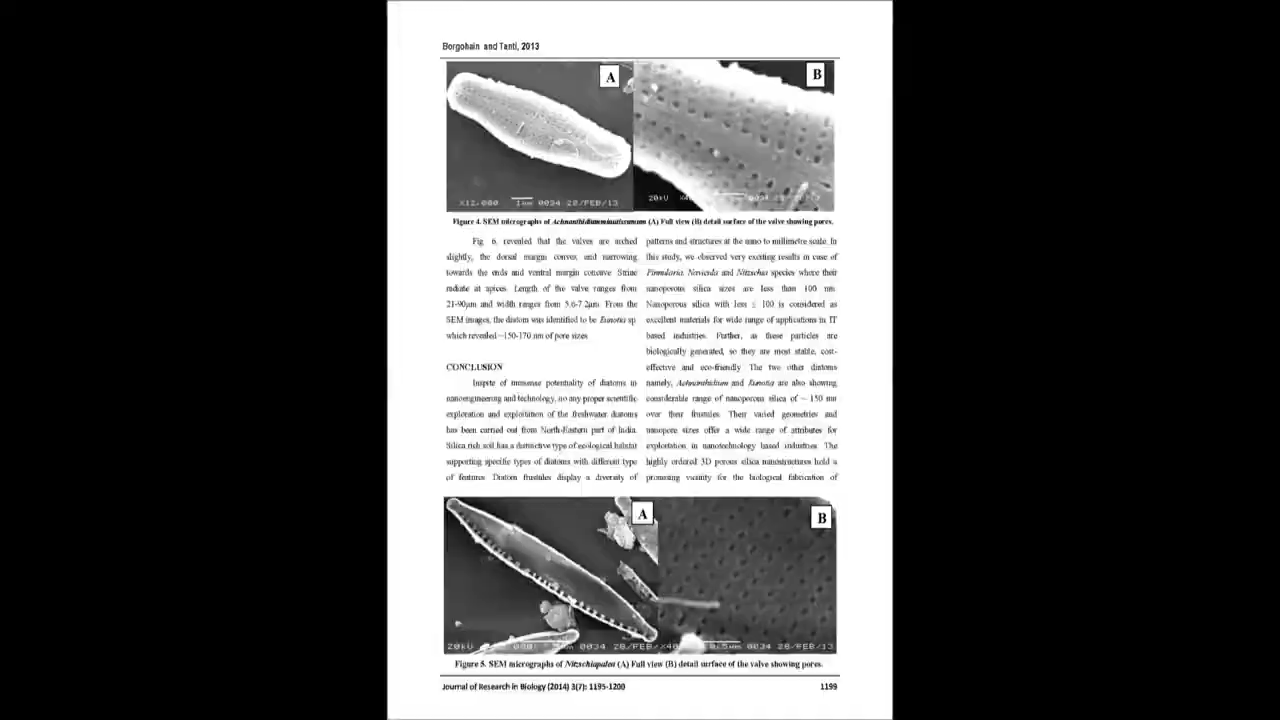 Borgohain and Tanti, 2013
A
B
X12,000 1µm 0034 28/FEB/13
20kU 0034 28/FEB/13
Figure 4. SEM micrographs of (A) Full view (B) detail surface of the valve showing pores.
Fig 6. revealed that the valves are arched
slightly, the dorsal margin convex and narrowing
towards the ends and ventral margin concave. Striae
radiate at apices. Length of the valve ranges from
21-90µm and width ranges from 5.6-7.2µm. From the
SEM images, the diatom was identified to be Eunotia sp
which revealed ~150-170 nm of pore sizes.
CONCLUSION
Inspite of immense potentiality of diatoms in
nanoengineering and technology, no any proper scientific
exploration and exploitation of the freshwater diatoms
has been carried out from North-Eastern part of India.
Silica rich soil has a distinctive type of ecological habitat
supporting specific types of diatoms with different type
of features. Diatom frustules display a diversity of
patterns and structures at the nano to millimetre scale. In
this study, we observed very exciting results in case of
Pinnularia, Navicula and Nitzschia species where their
nanoporous silica sizes are less than 100 nm.
Nanoporous silica with less ≤ 100 is considered as
excellent materials for wide range of applications in IT
based industries. Further, as these particles are
biologically generated, so they are most stable, cost-
effective and eco-friendly. The two other diatoms
namely, Achnanthidium and Eunotia are also showing
considerable range of nanoporous silica of ~ 150 nm
over their frustules. Their varied geometries and
nanopore sizes offer a wide range of attributes for
exploitation in nanotechnology based industries. The
highly ordered 3D porous silica nanostructures hold a
promising vicinity for the biological fabrication of
A
B
20kU 0034 28/FEB/
0.5µm 0034 28/FEB/13
Figure 5. SEM micrographs of Nitzschiapalea (A) Full view (B) detail surface of the valve showing pores.
Journal of Research in Biology (2014) 3(7): 1195-1200
1199